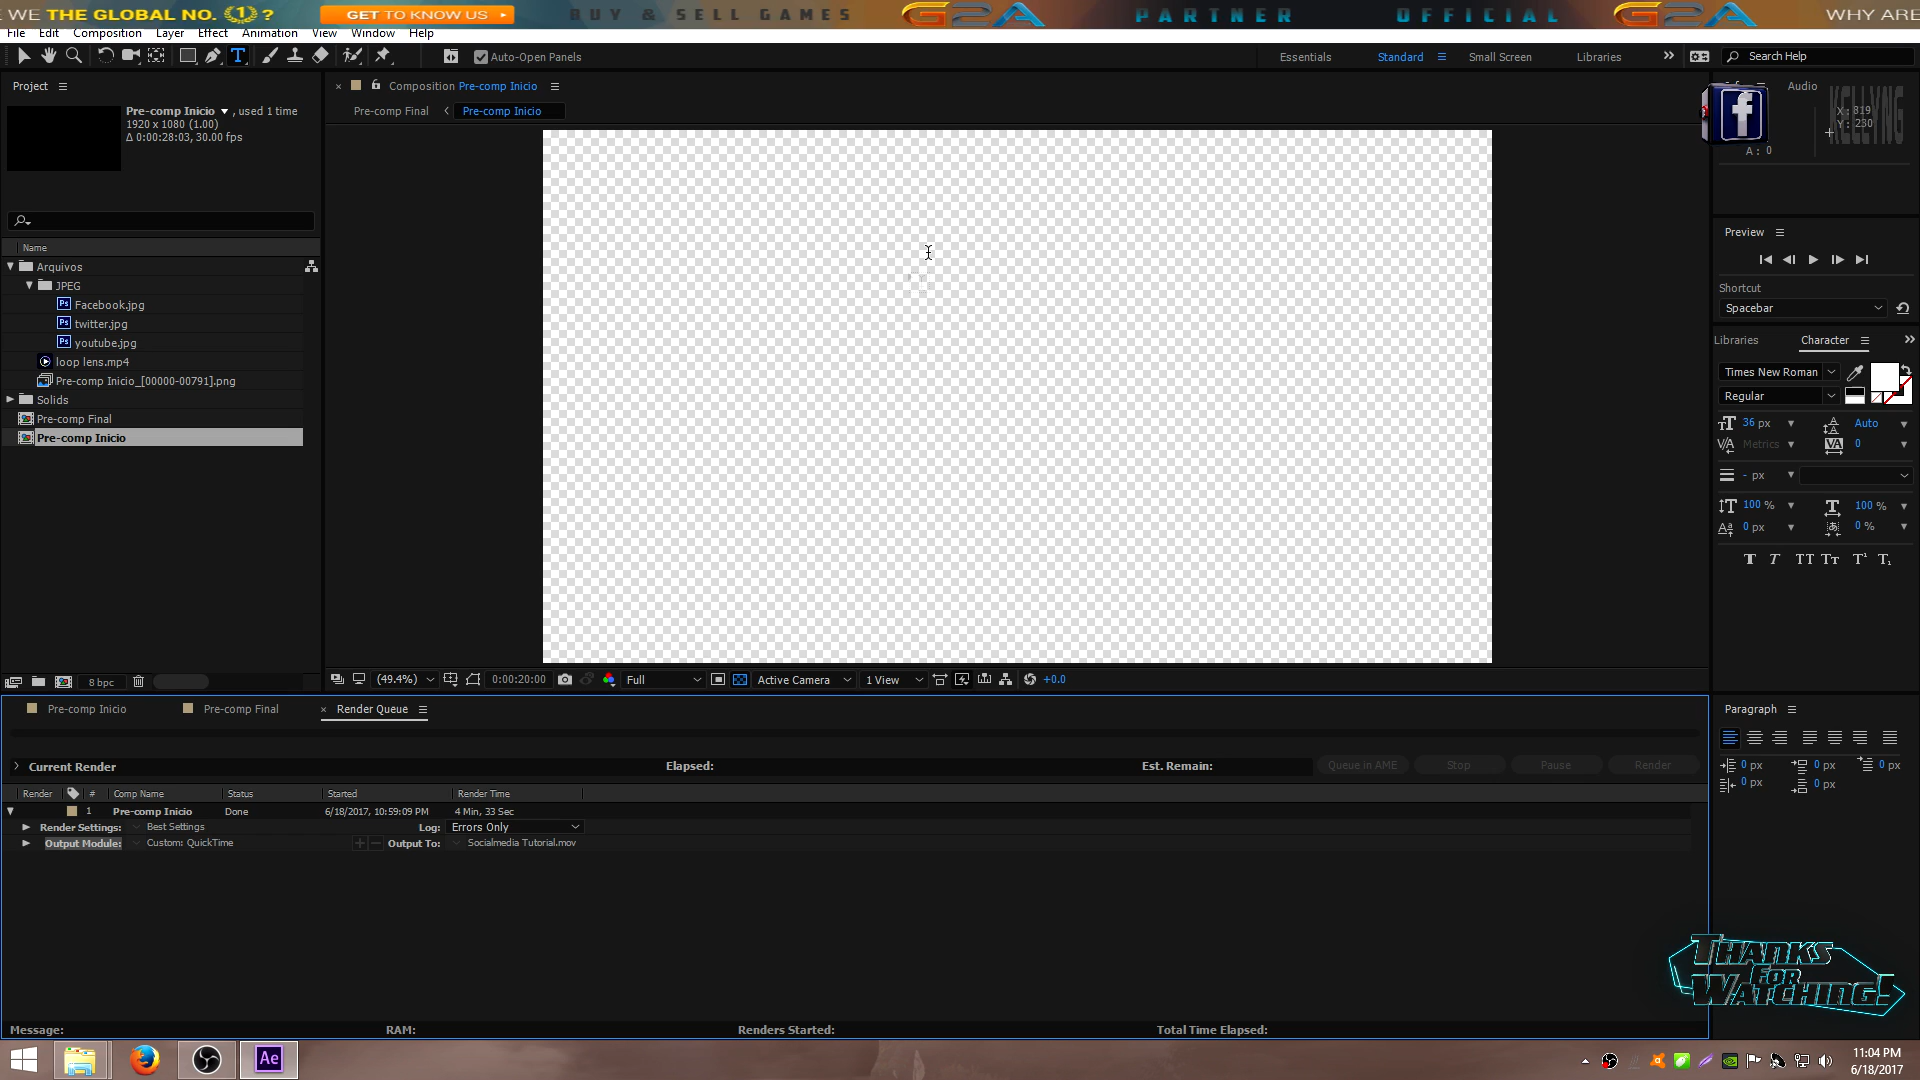 E WE THE GLOBAL NO. 1 ? GET TO KNOW US BUY & SELL GAMES G2A PARTNER OFFICIAL G2A WHY ARE
File Edit Composition Layer Effect Animation View Window Help
Auto-Open Panels Essentials Standard Small Screen Libraries Search Help
Project
Composition Pre-comp Inicio
Audio
Pre-comp Final Pre-comp Inicio
Pre-comp Inicio , used 1 time
1920 x 1080 (1.00)
Δ 0:00:28:03, 30.00 fps
KELLYNG
X: 819
Y: 230
A: 0
Name
Arquivos
JPEG
Facebook.jpg
twitter.jpg
youtube.jpg
loop lens.mp4
Pre-comp Inicio_[00000-00791].png
Solids
Pre-comp Final
Pre-comp Inicio
Preview
Shortcut
Spacebar
Libraries Character
Times New Roman
Regular
36 px Auto
Metrics 0
- px
100 % 100 %
0 px 0 %
8 bpc
(49.4%) 0:00:20:00 Full Active Camera 1 View +0.0
Pre-comp Inicio Pre-comp Final Render Queue
Current Render Elapsed: Est. Remain: Queue in AME Stop Pause Render
Render # Comp Name Status Started Render Time
1 Pre-comp Inicio Done 6/18/2017, 10:59:09 PM 4 Min, 33 Sec
Render Settings: Best Settings Log: Errors Only
Output Module: Custom: QuickTime Output To: Socialmedia Tutorial.mov
Paragraph
0 px 0 px 0 px
0 px 0 px
THANKS
FOR
WATCHING!
Message: RAM: Renders Started: Total Time Elapsed:
Ae
11:04 PM
6/18/2017